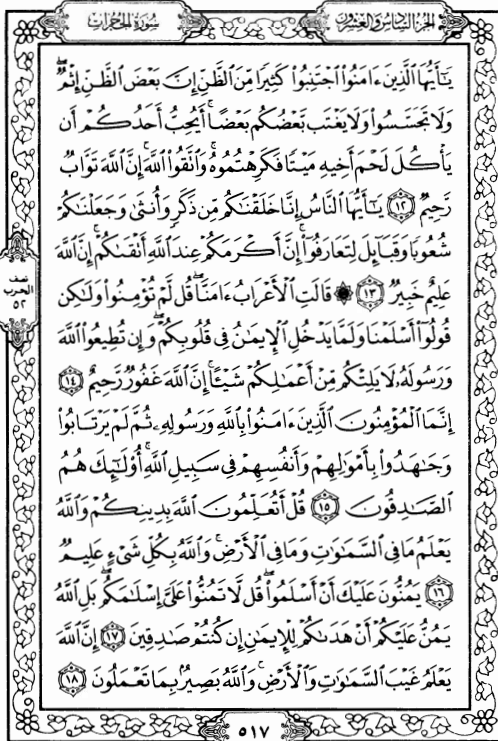 الجزء السادس والعشرون
سورة الحجرات
يَٰٓأَيُّهَا ٱلَّذِينَ ءَامَنُوا۟ ٱجْتَنِبُوا۟ كَثِيرًا مِّنَ ٱلظَّنِّ إِنَّ بَعْضَ ٱلظَّنِّ إِثْمٌ ۖ
وَلَا تَجَسَّسُوا۟ وَلَا يَغْتَب بَّعْضُكُم بَعْضًا ۚ أَيُحِبُّ أَحَدُكُمْ أَن
يَأْكُلَ لَحْمَ أَخِيهِ مَيْتًا فَكَرِهْتُمُوهُ ۚ وَٱتَّقُوا۟ ٱللَّهَ ۚ إِنَّ ٱللَّهَ تَوَّابٌ
رَّحِيمٌ ١٢ يَٰٓأَيُّهَا ٱلنَّاسُ إِنَّا خَلَقْنَٰكُم مِّن ذَكَرٍ وَأُنثَىٰ وَجَعَلْنَٰكُمْ
شُعُوبًا وَقَبَآئِلَ لِتَعَارَفُوٓا۟ ۚ إِنَّ أَكْرَمَكُمْ عِندَ ٱللَّهِ أَتْقَىٰكُمْ ۚ إِنَّ ٱللَّهَ
عَلِيمٌ خَبِيرٌ ١٣ ۞ قَالَتِ ٱلْأَعْرَابُ ءَامَنَّا ۖ قُل لَّمْ تُؤْمِنُوا۟ وَلَٰكِن
قُولُوٓا۟ أَسْلَمْنَا وَلَمَّا يَدْخُلِ ٱلْإِيمَٰنُ فِى قُلُوبِكُمْ ۖ وَإِن تُطِيعُوا۟ ٱللَّهَ
وَرَسُولَهُۥ لَا يَلِتْكُم مِّنْ أَعْمَٰلِكُمْ شَيْـًٔا ۚ إِنَّ ٱللَّهَ غَفُورٌ رَّحِيمٌ ١٤
إِنَّمَا ٱلْمُؤْمِنُونَ ٱلَّذِينَ ءَامَنُوا۟ بِٱللَّهِ وَرَسُولِهِۦ ثُمَّ لَمْ يَرْتَابُوا۟
وَجَٰهَدُوا۟ بِأَمْوَٰلِهِمْ وَأَنفُسِهِمْ فِى سَبِيلِ ٱللَّهِ ۚ أُو۟لَٰٓئِكَ هُمُ
ٱلصَّٰدِقُونَ ١٥ قُلْ أَتُعَلِّمُونَ ٱللَّهَ بِدِينِكُمْ وَٱللَّهُ
يَعْلَمُ مَا فِى ٱلسَّمَٰوَٰتِ وَمَا فِى ٱلْأَرْضِ ۚ وَٱللَّهُ بِكُلِّ شَىْءٍ عَلِيمٌ
١٦ يَمُنُّونَ عَلَيْكَ أَنْ أَسْلَمُوا۟ ۖ قُل لَّا تَمُنُّوا۟ عَلَىَّ إِسْلَٰمَكُم ۖ بَلِ ٱللَّهُ
يَمُنُّ عَلَيْكُمْ أَنْ هَدَىٰكُمْ لِلْإِيمَٰنِ إِن كُنتُمْ صَٰدِقِينَ ١٧ إِنَّ ٱللَّهَ
يَعْلَمُ غَيْبَ ٱلسَّمَٰوَٰتِ وَٱلْأَرْضِ ۚ وَٱللَّهُ بَصِيرٌۢ بِمَا تَعْمَلُونَ ١٨
نصف
الحزب
٥٢
٥١٧